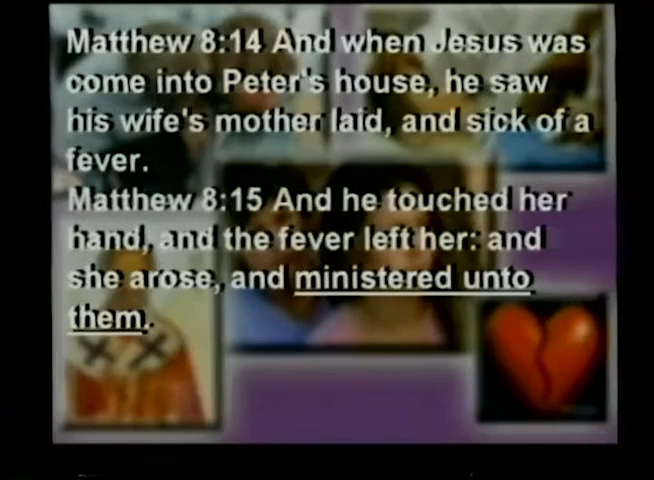 Matthew 8:14 And when Jesus was
come into Peter's house, he saw
his wife's mother laid, and sick of a
fever.
Matthew 8:15 And he touched her
hand, and the fever left her: and
she arose, and ministered unto
them.